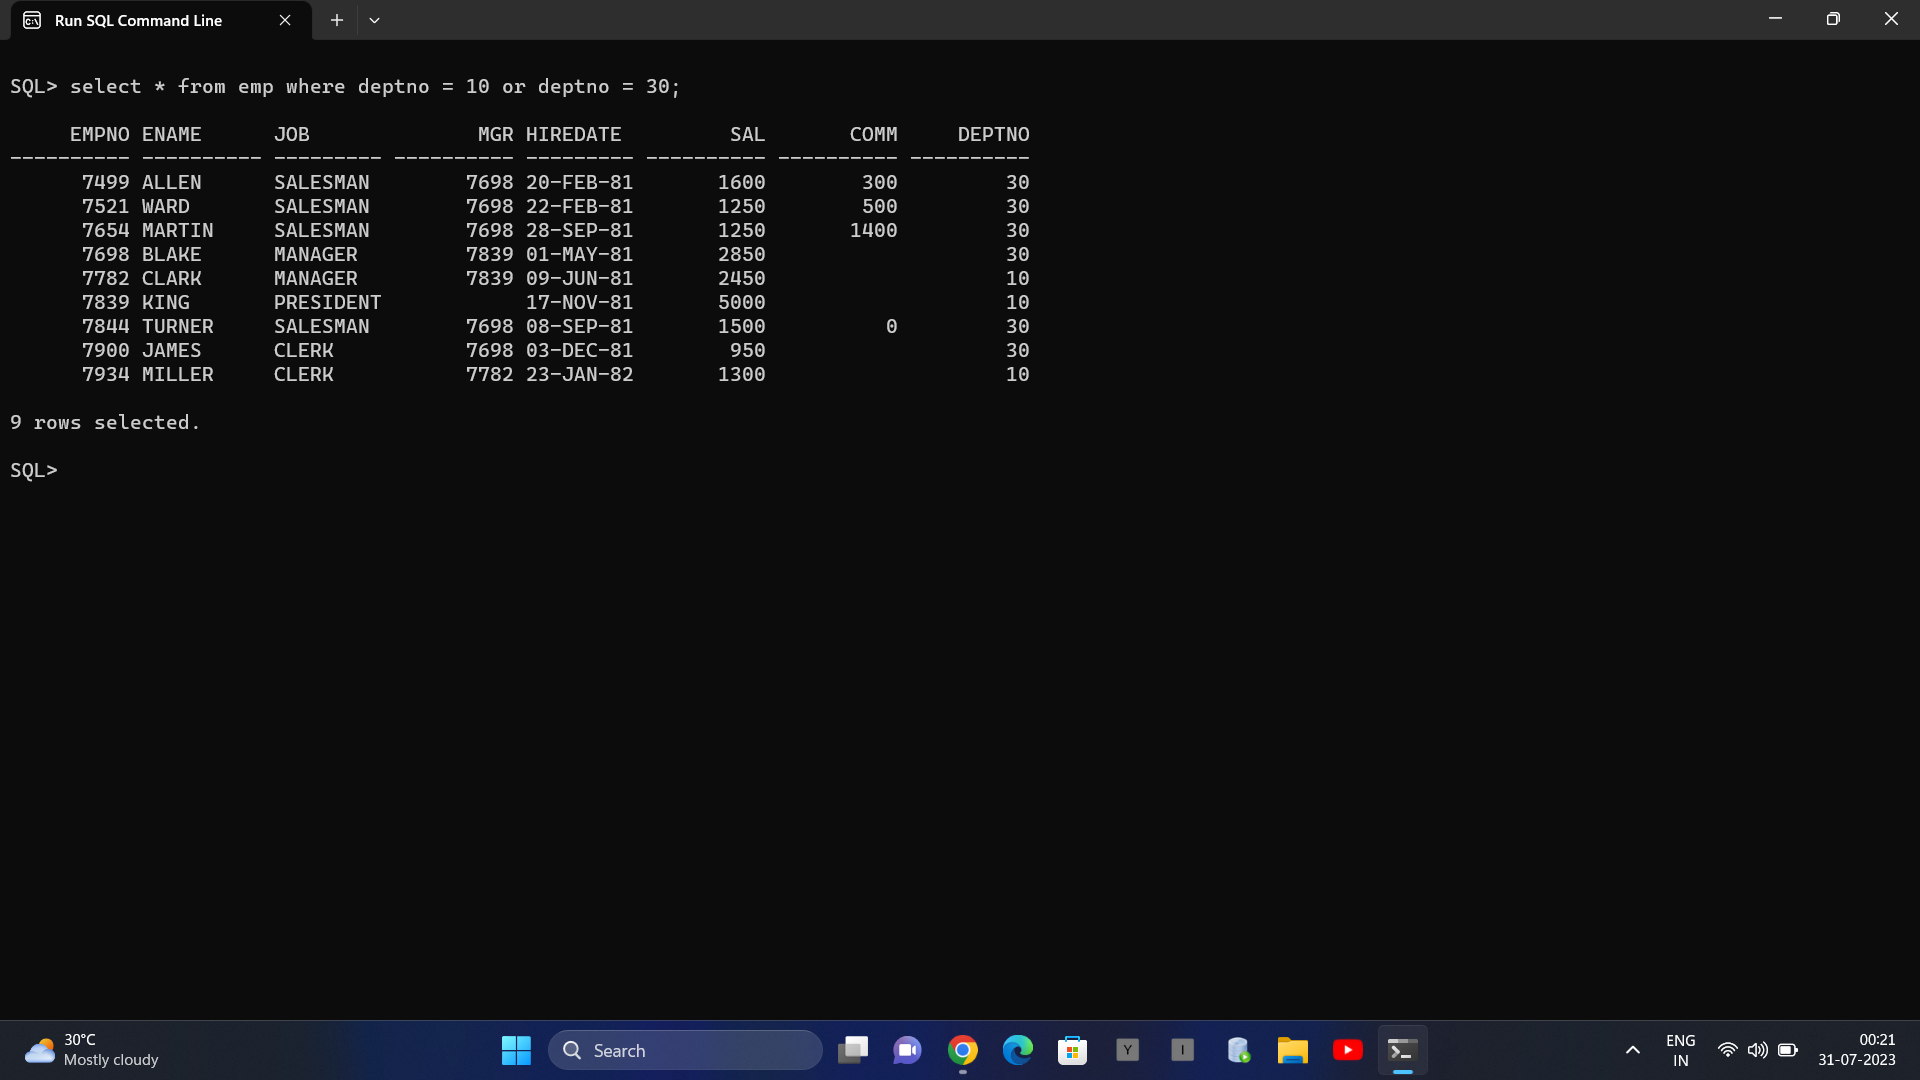 Run SQL Command Line
SQL> select * from emp where deptno = 10 or deptno = 30;
     EMPNO ENAME      JOB              MGR HIREDATE         SAL       COMM     DEPTNO
---------- ---------- --------- ---------- --------- ---------- ---------- ----------
      7499 ALLEN      SALESMAN        7698 20-FEB-81       1600        300         30
      7521 WARD       SALESMAN        7698 22-FEB-81       1250        500         30
      7654 MARTIN     SALESMAN        7698 28-SEP-81       1250       1400         30
      7698 BLAKE      MANAGER         7839 01-MAY-81       2850                    30
      7782 CLARK      MANAGER         7839 09-JUN-81       2450                    10
      7839 KING       PRESIDENT            17-NOV-81       5000                    10
      7844 TURNER     SALESMAN        7698 08-SEP-81       1500          0         30
      7900 JAMES      CLERK           7698 03-DEC-81        950                    30
      7934 MILLER     CLERK           7782 23-JAN-82       1300                    10
9 rows selected.
SQL>
30°C
Mostly cloudy
Search
Y
I
ENG
IN
00:21
31-07-2023